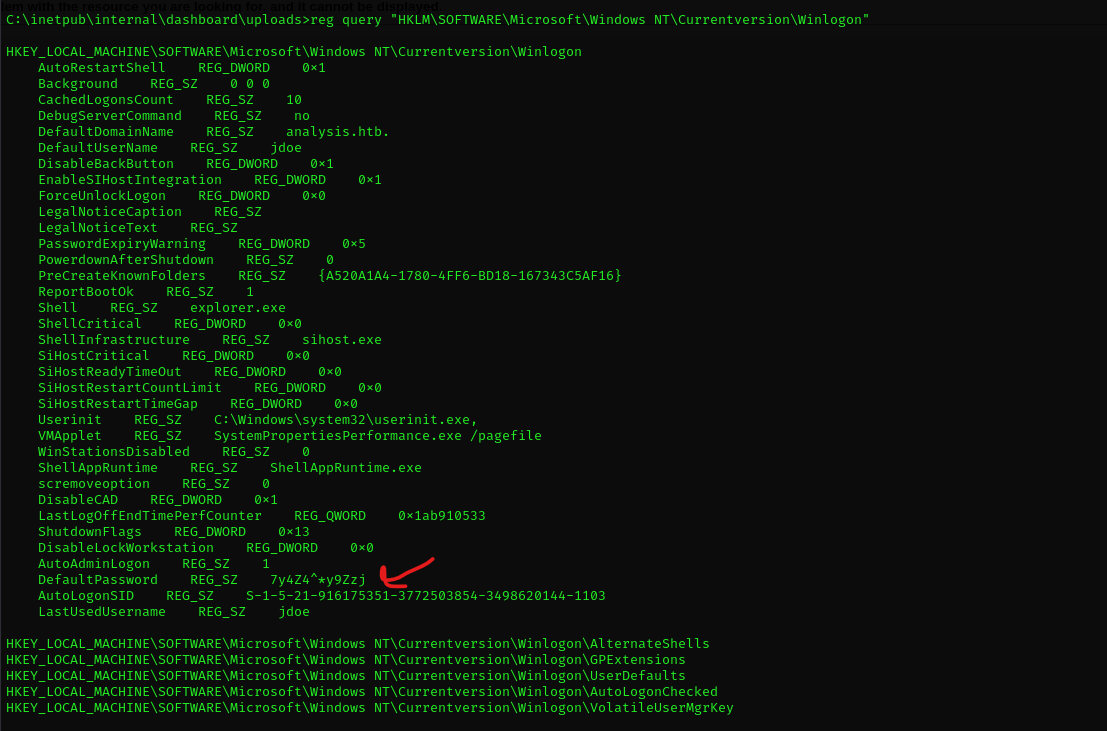 lem with the resource you are looking for, and it cannot be displayed.
C:\inetpub\internal\dashboard\uploads>reg query "HKLM\SOFTWARE\Microsoft\Windows NT\Currentversion\Winlogon"
HKEY_LOCAL_MACHINE\SOFTWARE\Microsoft\Windows NT\Currentversion\Winlogon
AutoRestartShell REG_DWORD 0×1
Background REG_SZ 0 0 0
CachedLogonsCount REG_SZ 10
DebugServerCommand REG_SZ no
DefaultDomainName REG_SZ analysis.htb.
DefaultUserName REG_SZ jdoe
DisableBackButton REG_DWORD 0×1
EnableSIHostIntegration REG_DWORD 0×1
ForceUnlockLogon REG_DWORD 0×0
LegalNoticeCaption REG_SZ
LegalNoticeText REG_SZ
PasswordExpiryWarning REG_DWORD 0×5
PowerdownAfterShutdown REG_SZ 0
PreCreateKnownFolders REG_SZ {A520A1A4-1780-4FF6-BD18-167343C5AF16}
ReportBootOk REG_SZ 1
Shell REG_SZ explorer.exe
ShellCritical REG_DWORD 0×0
ShellInfrastructure REG_SZ sihost.exe
SiHostCritical REG_DWORD 0×0
SiHostReadyTimeOut REG_DWORD 0×0
SiHostRestartCountLimit REG_DWORD 0×0
SiHostRestartTimeGap REG_DWORD 0×0
Userinit REG_SZ C:\Windows\system32\userinit.exe,
VMApplet REG_SZ SystemPropertiesPerformance.exe /pagefile
WinStationsDisabled REG_SZ 0
ShellAppRuntime REG_SZ ShellAppRuntime.exe
scremoveoption REG_SZ 0
DisableCAD REG_DWORD 0×1
LastLogOffEndTimePerfCounter REG_QWORD 0×1ab910533
ShutdownFlags REG_DWORD 0×13
DisableLockWorkstation REG_DWORD 0×0
AutoAdminLogon REG_SZ 1
DefaultPassword REG_SZ 7y4Z4^*y9Zzj
AutoLogonSID REG_SZ S-1-5-21-916175351-3772503854-3498620144-1103
LastUsedUsername REG_SZ jdoe
HKEY_LOCAL_MACHINE\SOFTWARE\Microsoft\Windows NT\Currentversion\Winlogon\AlternateShells
HKEY_LOCAL_MACHINE\SOFTWARE\Microsoft\Windows NT\Currentversion\Winlogon\GPExtensions
HKEY_LOCAL_MACHINE\SOFTWARE\Microsoft\Windows NT\Currentversion\Winlogon\UserDefaults
HKEY_LOCAL_MACHINE\SOFTWARE\Microsoft\Windows NT\Currentversion\Winlogon\AutoLogonChecked
HKEY_LOCAL_MACHINE\SOFTWARE\Microsoft\Windows NT\Currentversion\Winlogon\VolatileUserMgrKey